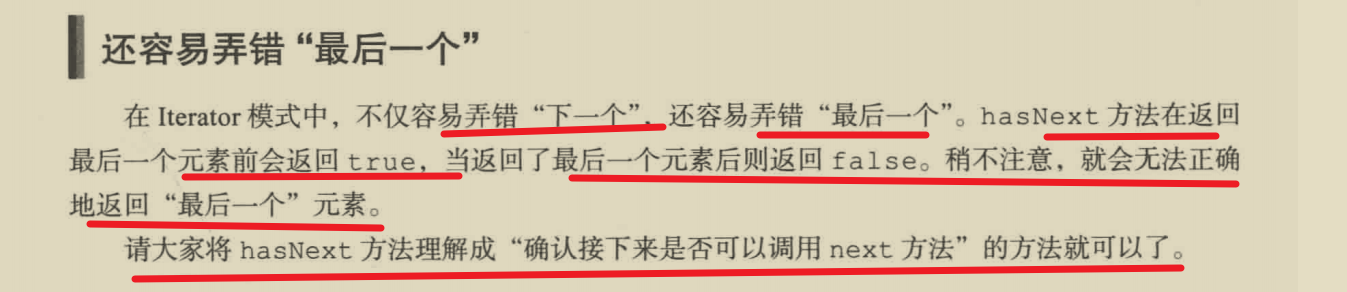 还容易弄错“最后一个”
在 Iterator 模式中，不仅容易弄错“下一个”，还容易弄错“最后一个”。hasNext 方法在返回
最后一个元素前会返回 true，当返回了最后一个元素后则返回 false。稍不注意，就会无法正确
地返回“最后一个”元素。
请大家将 hasNext 方法理解成“确认接下来是否可以调用 next 方法”的方法就可以了。